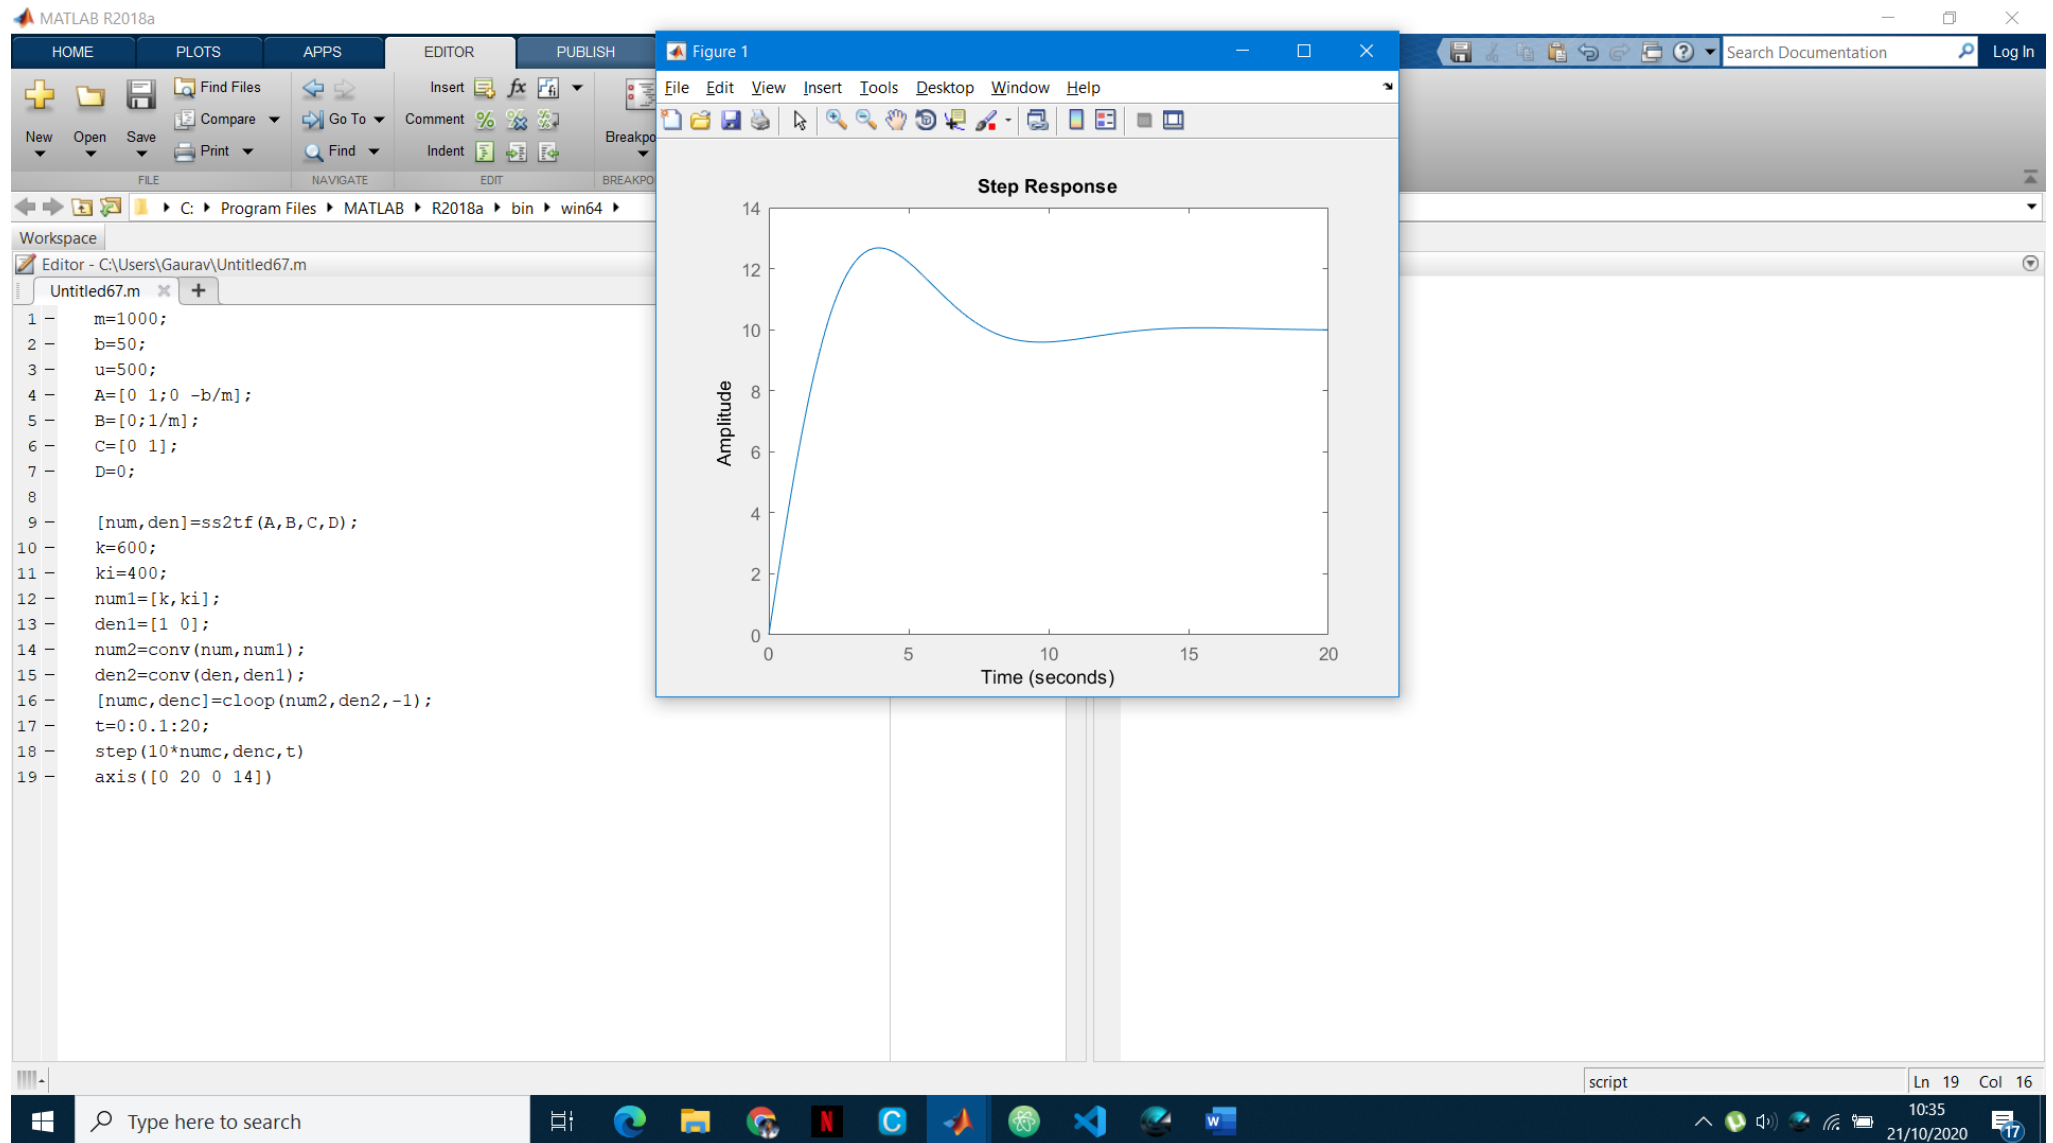 MATLAB R2018a
HOME PLOTS APPS EDITOR PUBLISH
Search Documentation Log In
New Open Save
Find Files
Compare
Print
Go To
Find
Insert
Comment
Indent
fx
Breakpo
FILE NAVIGATE EDIT BREAKPO
C: Program Files MATLAB R2018a bin win64
Workspace
Editor - C:\Users\Gaurav\Untitled67.m
Untitled67.m
1 m=1000;
2 b=50;
3 u=500;
4 A=[0 1;0 -b/m];
5 B=[0;1/m];
6 C=[0 1];
7 D=0;
8
9 [num,den]=ss2tf(A,B,C,D);
10 k=600;
11 ki=400;
12 num1=[k,ki];
13 den1=[1 0];
14 num2=conv(num,num1);
15 den2=conv(den,den1);
16 [numc,denc]=cloop(num2,den2,-1);
17 t=0:0.1:20;
18 step(10*numc,denc,t)
19 axis([0 20 0 14])
Figure 1
File Edit View Insert Tools Desktop Window Help
Step Response
14
12
10
8
6
4
2
0
Amplitude
0 5 10 15 20
Time (seconds)
script Ln 19 Col 16
Type here to search
10:35
21/10/2020
17